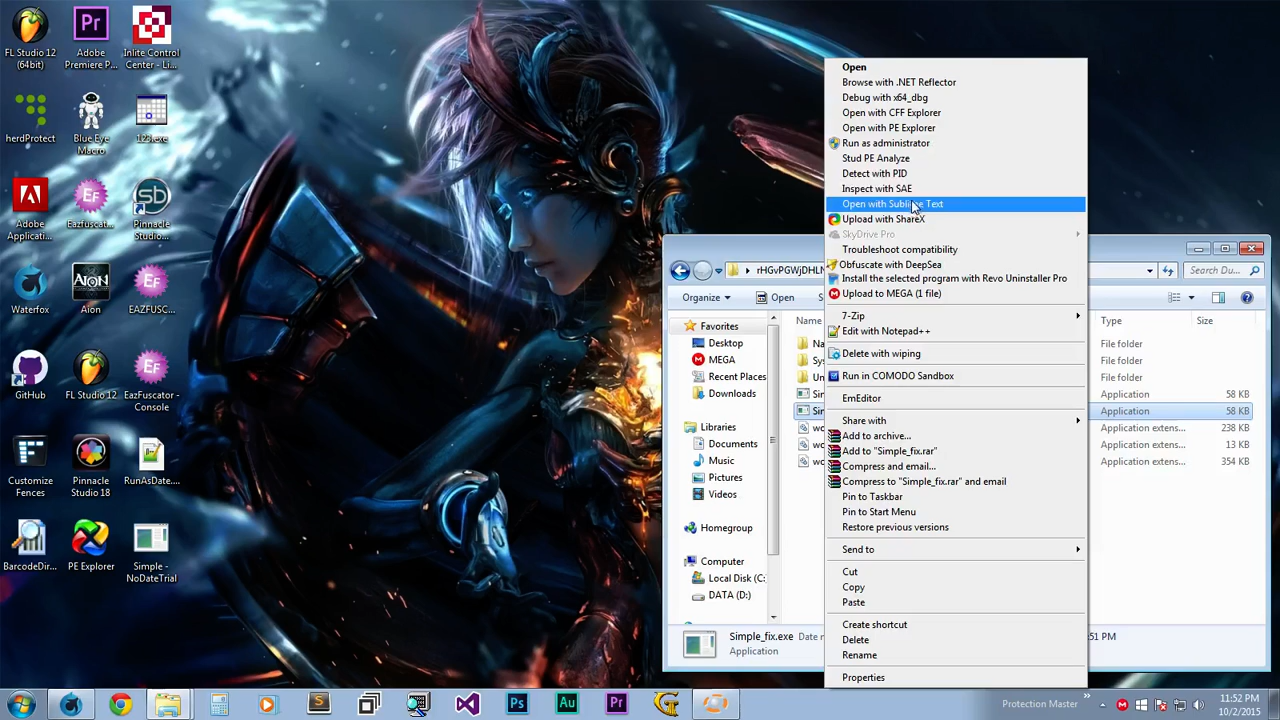 FL Studio 12
(64bit)
Adobe
Premiere P...
Inlite Control
Center - Li...
herdProtect
Blue Eye
Macro
123.exe
Adobe
Applicati...
Eazfuscat...
Pinnacle
Studio...
Waterfox
Aion
EAZFUSC...
GitHub
FL Studio 12
EazFuscator -
Console
Customize
Fences
Pinnacle
Studio 18
RunAsDate....
BarcodeDir...
PE Explorer
Simple -
NoDateTrial
Open
Browse with .NET Reflector
Debug with x64_dbg
Open with CFF Explorer
Open with PE Explorer
Run as administrator
Stud PE Analyze
Detect with PID
Inspect with SAE
Open with Sublime Text
Upload with ShareX
SkyDrive Pro
Troubleshoot compatibility
Obfuscate with DeepSea
Install the selected program with Revo Uninstaller Pro
Upload to MEGA (1 file)
7-Zip
Edit with Notepad++
Delete with wiping
Run in COMODO Sandbox
EmEditor
Share with
Add to archive...
Add to "Simple_fix.rar"
Compress and email...
Compress to "Simple_fix.rar" and email
Pin to Taskbar
Pin to Start Menu
Restore previous versions
Send to
Cut
Copy
Paste
Create shortcut
Delete
Rename
Properties
Search Du...
Organize
Open
Favorites
Desktop
MEGA
Recent Places
Downloads
Libraries
Documents
Music
Pictures
Videos
Homegroup
Computer
Local Disk (C:
DATA (D:)
Name
Type
Size
File folder
File folder
File folder
Application 58 KB
Application 58 KB
Application extens... 238 KB
Application extens... 13 KB
Application extens... 354 KB
Simple_fix.exe
Application
Protection Master
11:52 PM
10/2/2015